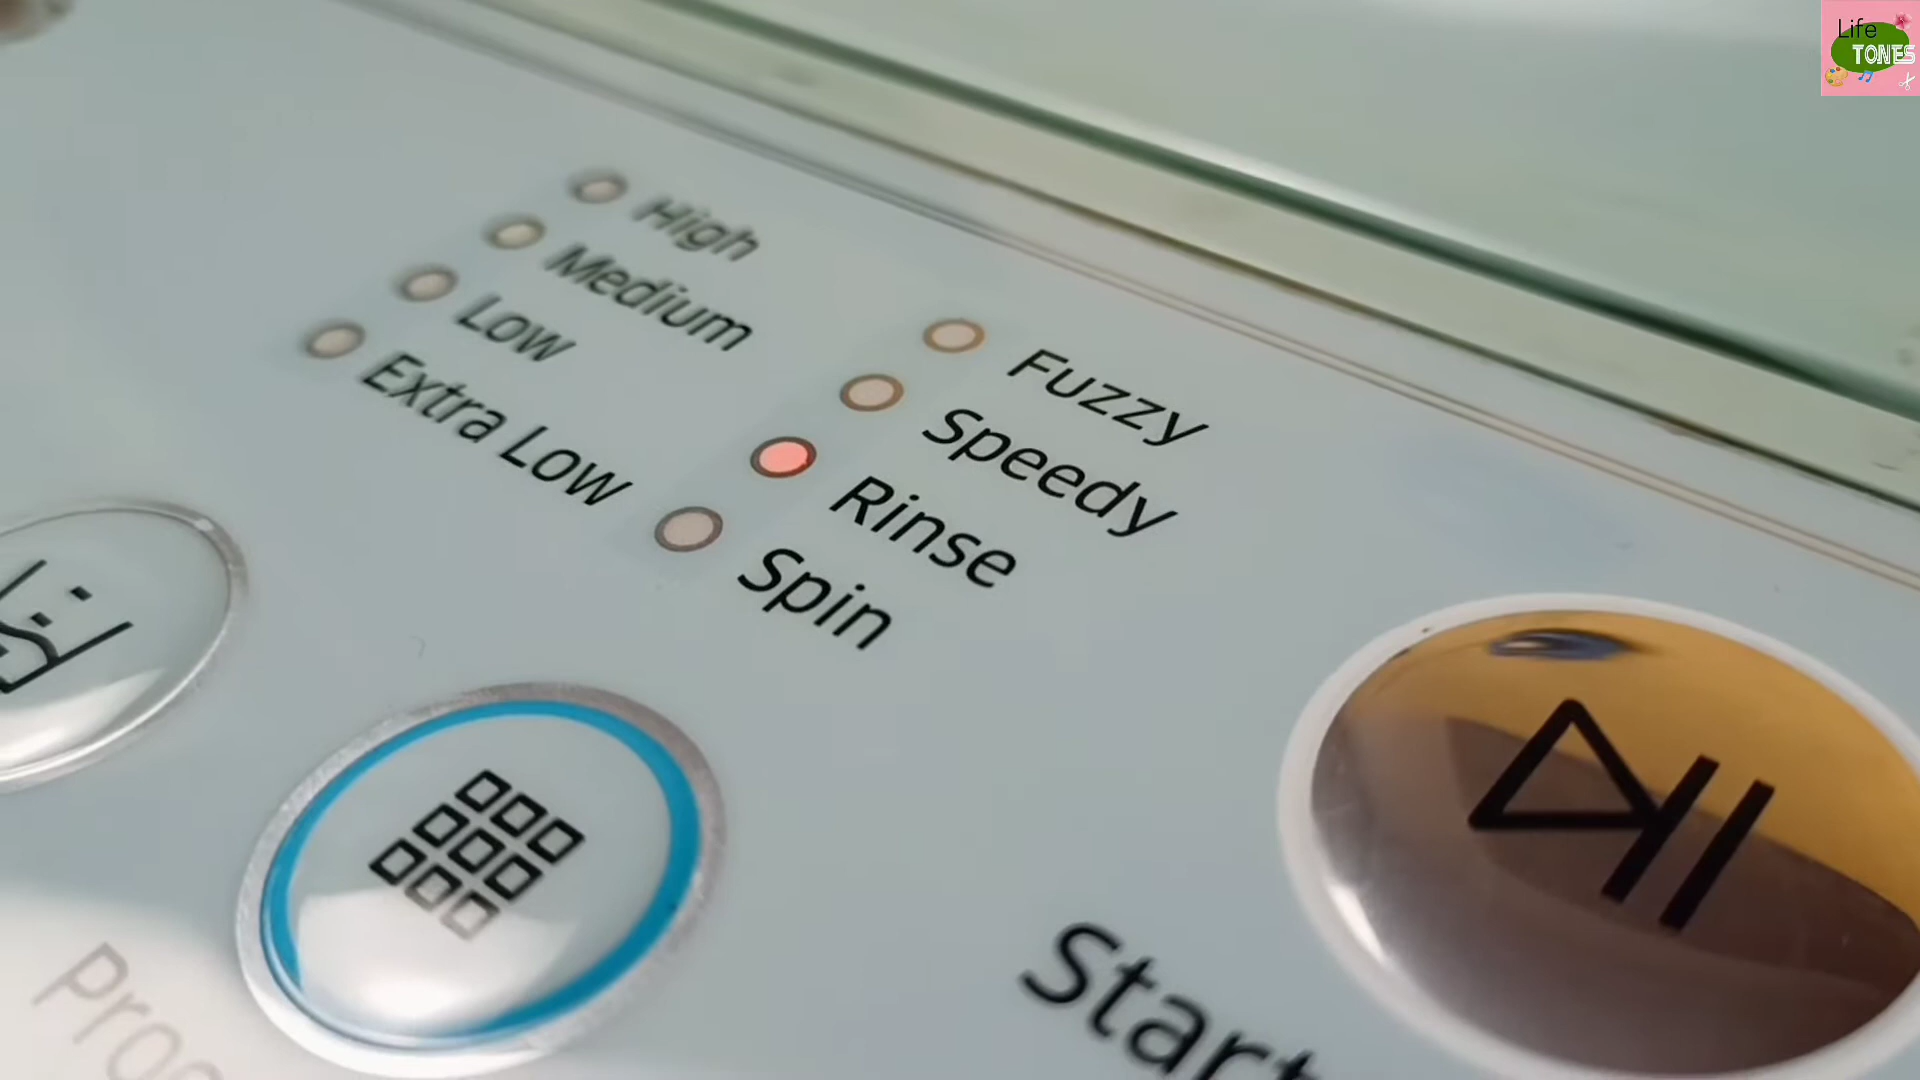 Life
TONES
High
Medium
Low
Extra Low
Fuzzy
Speedy
Rinse
Spin
Start